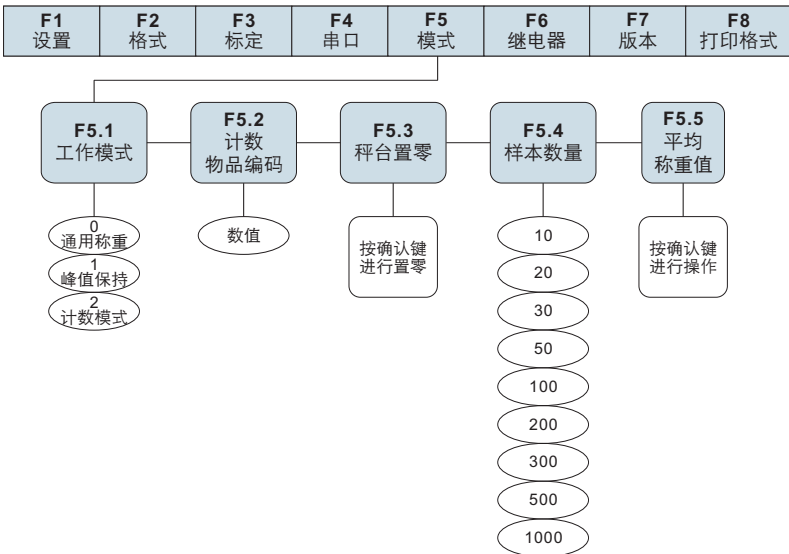 F1
设置
F2
格式
F3
标定
F4
串口
F5
模式
F6
继电器
F7
版本
F8
打印格式
F5.1
工作模式
F5.2
计数
物品编码
F5.3
秤台置零
F5.4
样本数量
F5.5
平均
称重值
0
通用称重
1
峰值保持
2
计数模式
数值
按确认键
进行置零
10
20
30
50
100
200
300
500
1000
按确认键
进行操作